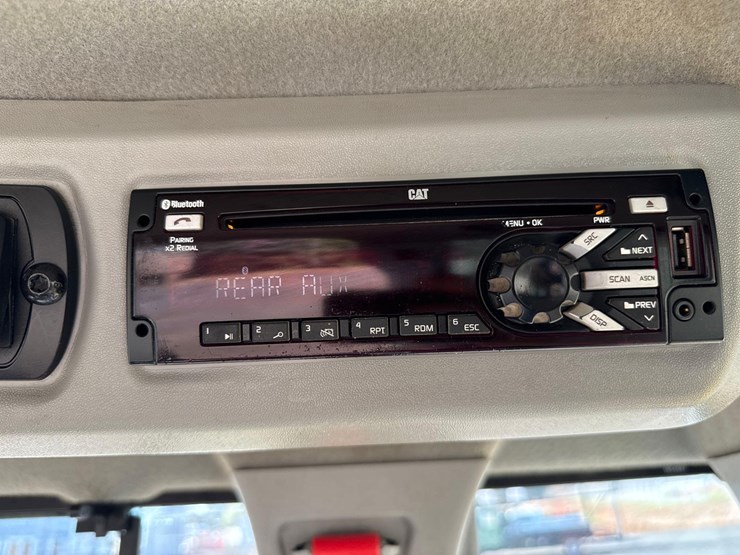 Bluetooth
CAT
PAIRING
x2 REDIAL
MENU • OK
PWR
SRC
NEXT
SCAN ASCN
PREV
DISP
REAR AUX
1
2
3
4 RPT
5 RDM
6 ESC